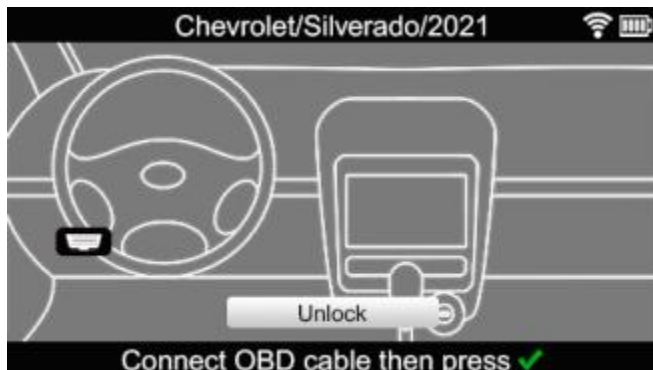 Chevrolet/Silverado/2021
Unlock
Connect OBD cable then press